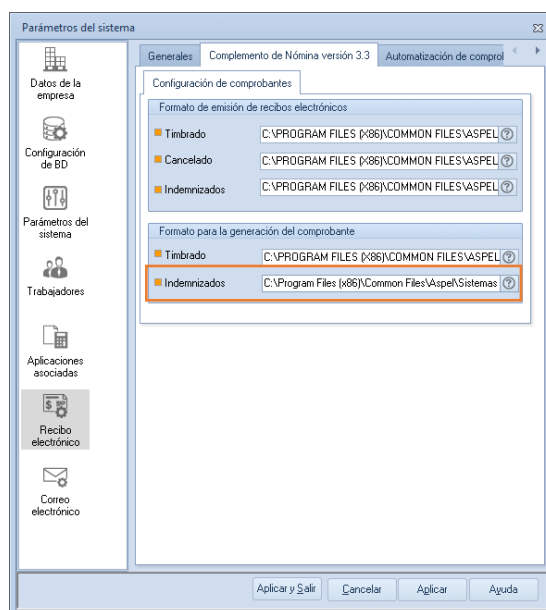 Parámetros del sistema
Datos de la
empresa
Configuración
de BD
Parámetros del
sistema
Trabajadores
Aplicaciones
asociadas
Recibo
electrónico
Correo
electrónico
Generales
Complemento de Nómina versión 3.3
Automatización de comprol
Configuración de comprobantes
Formato de emisión de recibos electrónicos
Timbrado C:\PROGRAM FILES (X86)\COMMON FILES\ASPEL
Cancelado C:\PROGRAM FILES (X86)\COMMON FILES\ASPEL
Indemnizados C:\PROGRAM FILES (X86)\COMMON FILES\ASPEL
Formato para la generación del comprobante
Timbrado C:\PROGRAM FILES (X86)\COMMON FILES\ASPEL
Indemnizados C:\Program Files (x86)\Common Files\Aspel\Sistemas
Aplicar y Salir
Cancelar
Aplicar
Ayuda